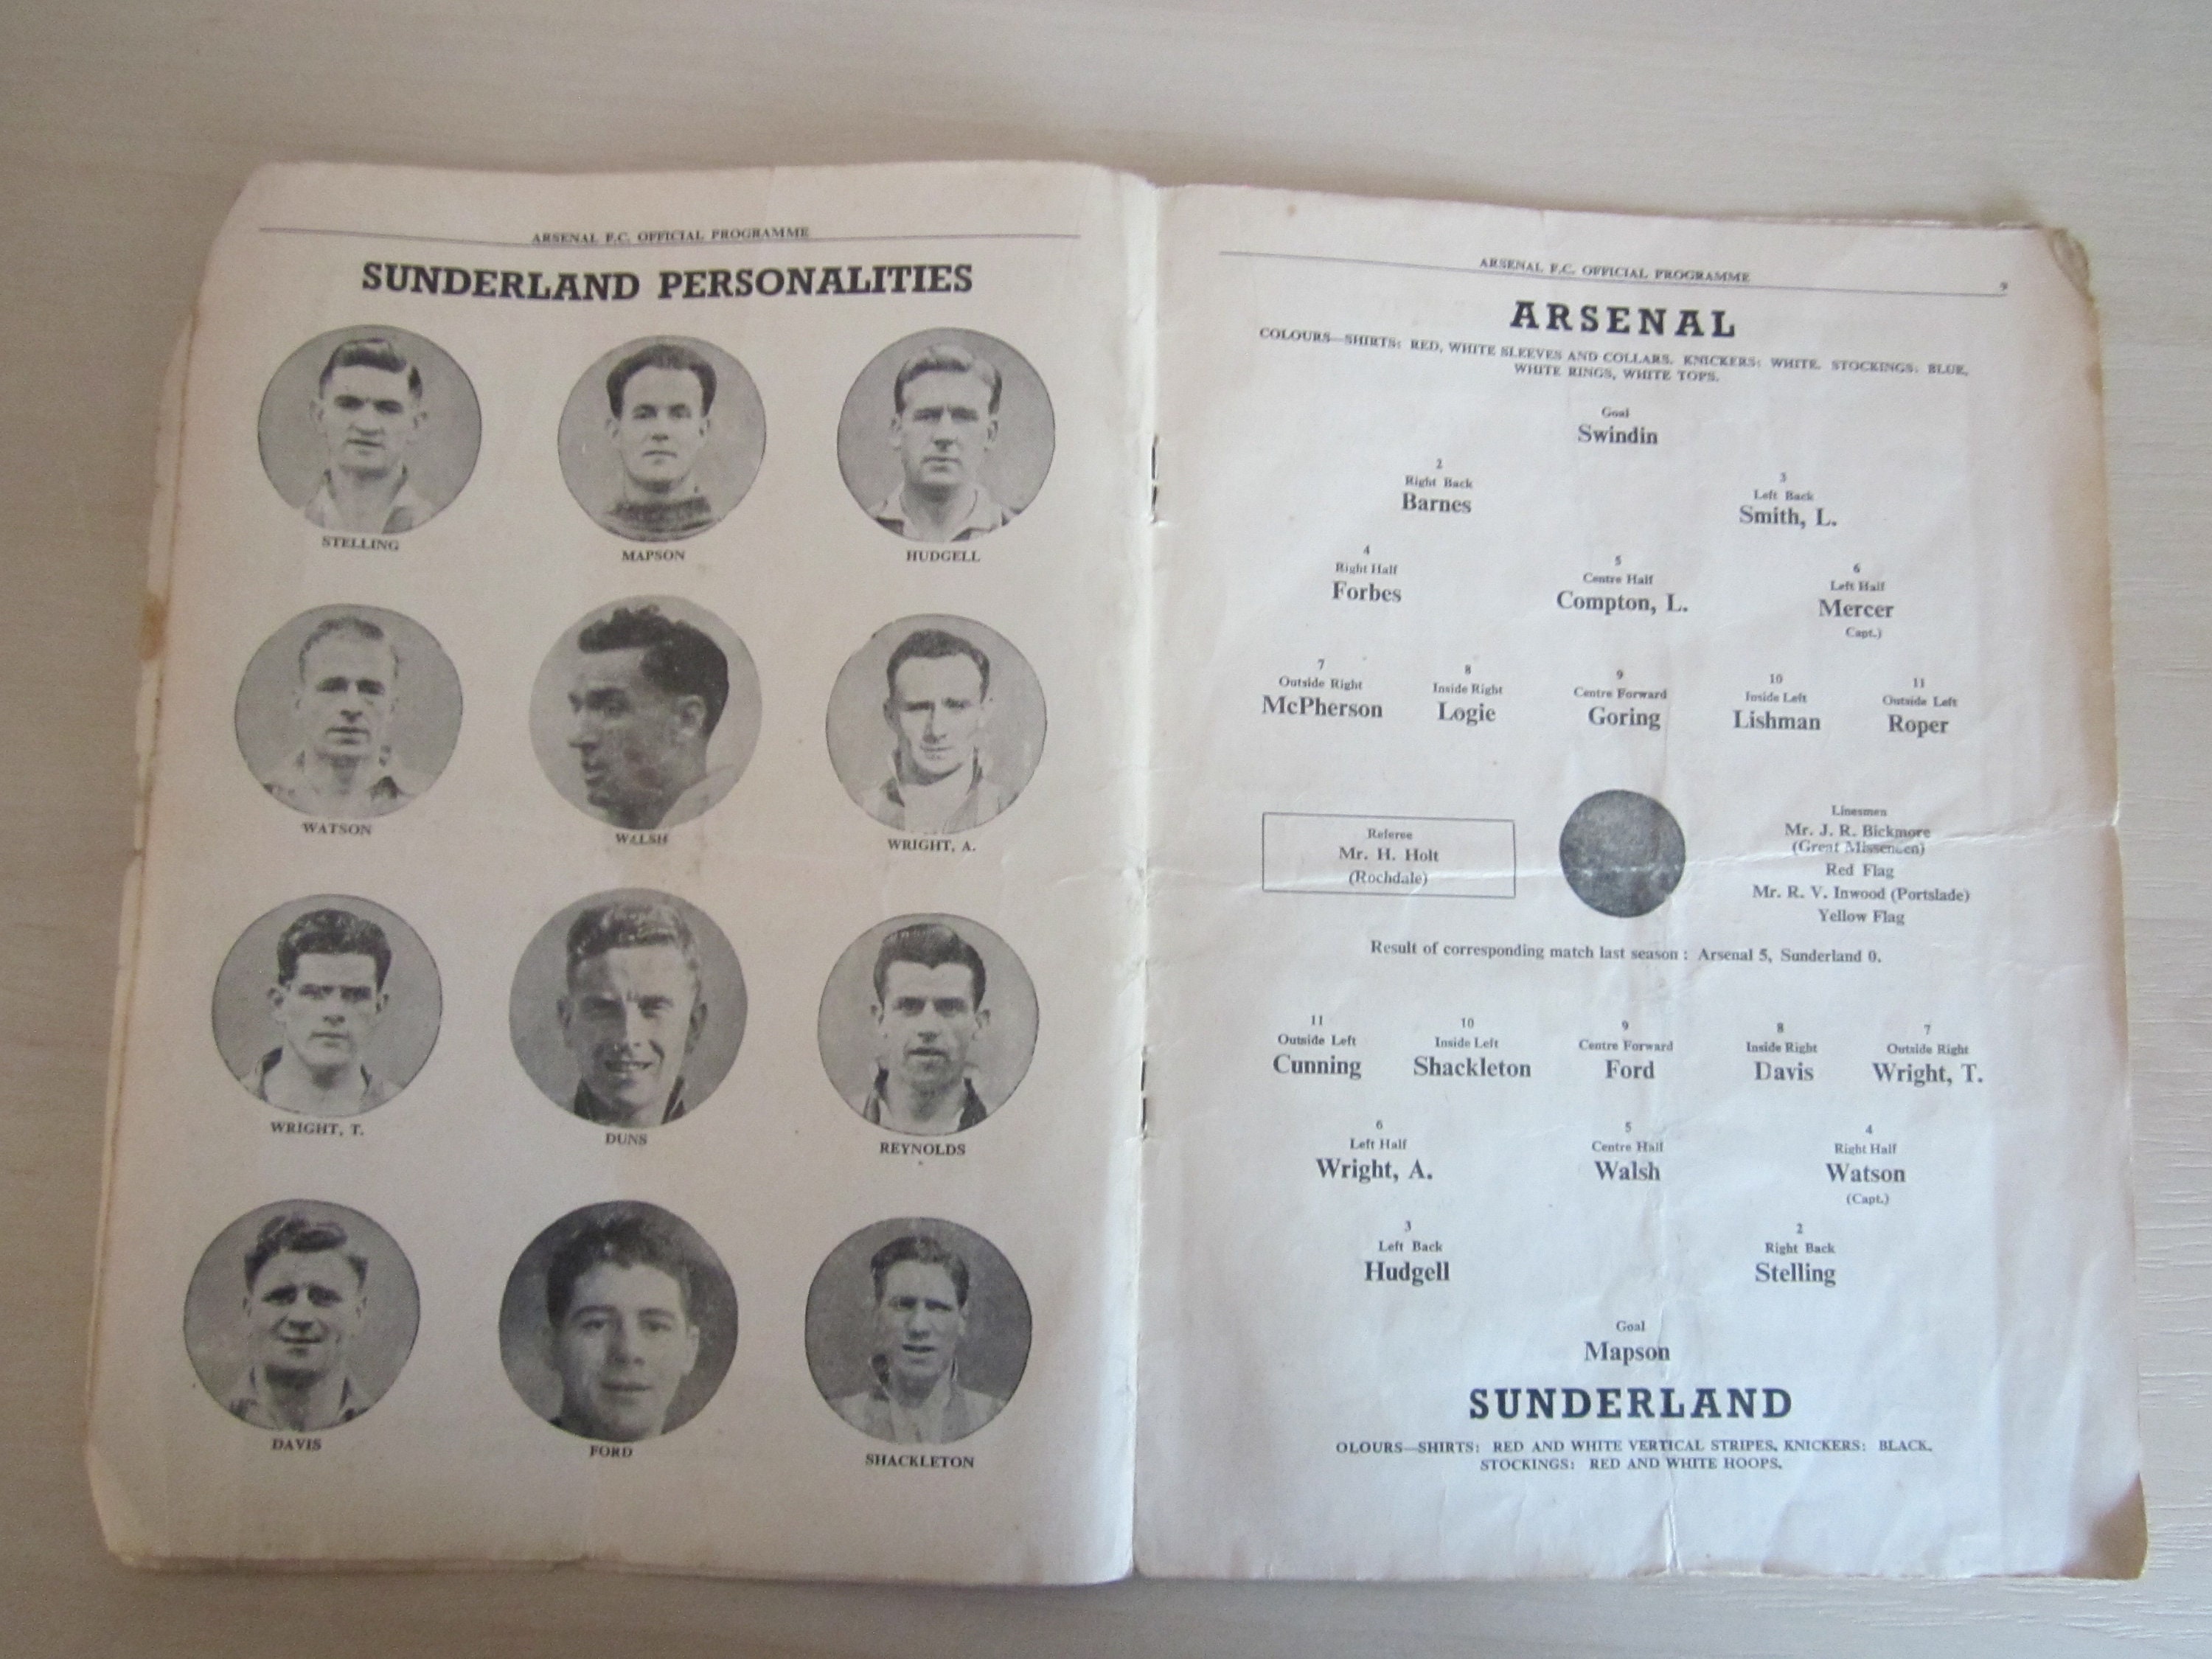 ARSENAL F.C. OFFICIAL PROGRAMME
SUNDERLAND PERSONALITIES
STELLING
MAPSON
HUDGELL
WATSON
WALSH
WRIGHT, A.
WRIGHT, T.
DUNS
REYNOLDS
DAVIS
FORD
SHACKLETON
ARSENAL F.C. OFFICIAL PROGRAMME
9
ARSENAL
COLOURS—SHIRTS: RED, WHITE SLEEVES AND COLLARS. KNICKERS: WHITE. STOCKINGS: BLUE,
WHITE RINGS, WHITE TOPS.
Goal
Swindin
2
Right Back
Barnes
3
Left Back
Smith, L.
4
Right Half
Forbes
5
Centre Half
Compton, L.
6
Left Half
Mercer
Capt.)
7
Outside Right
McPherson
8
Inside Right
Logie
9
Centre Forward
Goring
10
Inside Left
Lishman
11
Outside Left
Roper
Referee
Mr. H. Holt
(Rochdale)
Linesmen
Mr. J. R. Bickmore
(Great Missenden)
Red Flag
Mr. R. V. Inwood (Portslade)
Yellow Flag
Result of corresponding match last season : Arsenal 5, Sunderland 0.
11
Outside Left
Cunning
10
Inside Left
Shackleton
9
Centre Forward
Ford
8
Inside Right
Davis
7
Outside Right
Wright, T.
6
Left Half
Wright, A.
5
Centre Half
Walsh
4
Right Half
Watson
(Capt.)
3
Left Back
Hudgell
2
Right Back
Stelling
Goal
Mapson
SUNDERLAND
OLOURS—SHIRTS: RED AND WHITE VERTICAL STRIPES. KNICKERS: BLACK.
STOCKINGS: RED AND WHITE HOOPS.